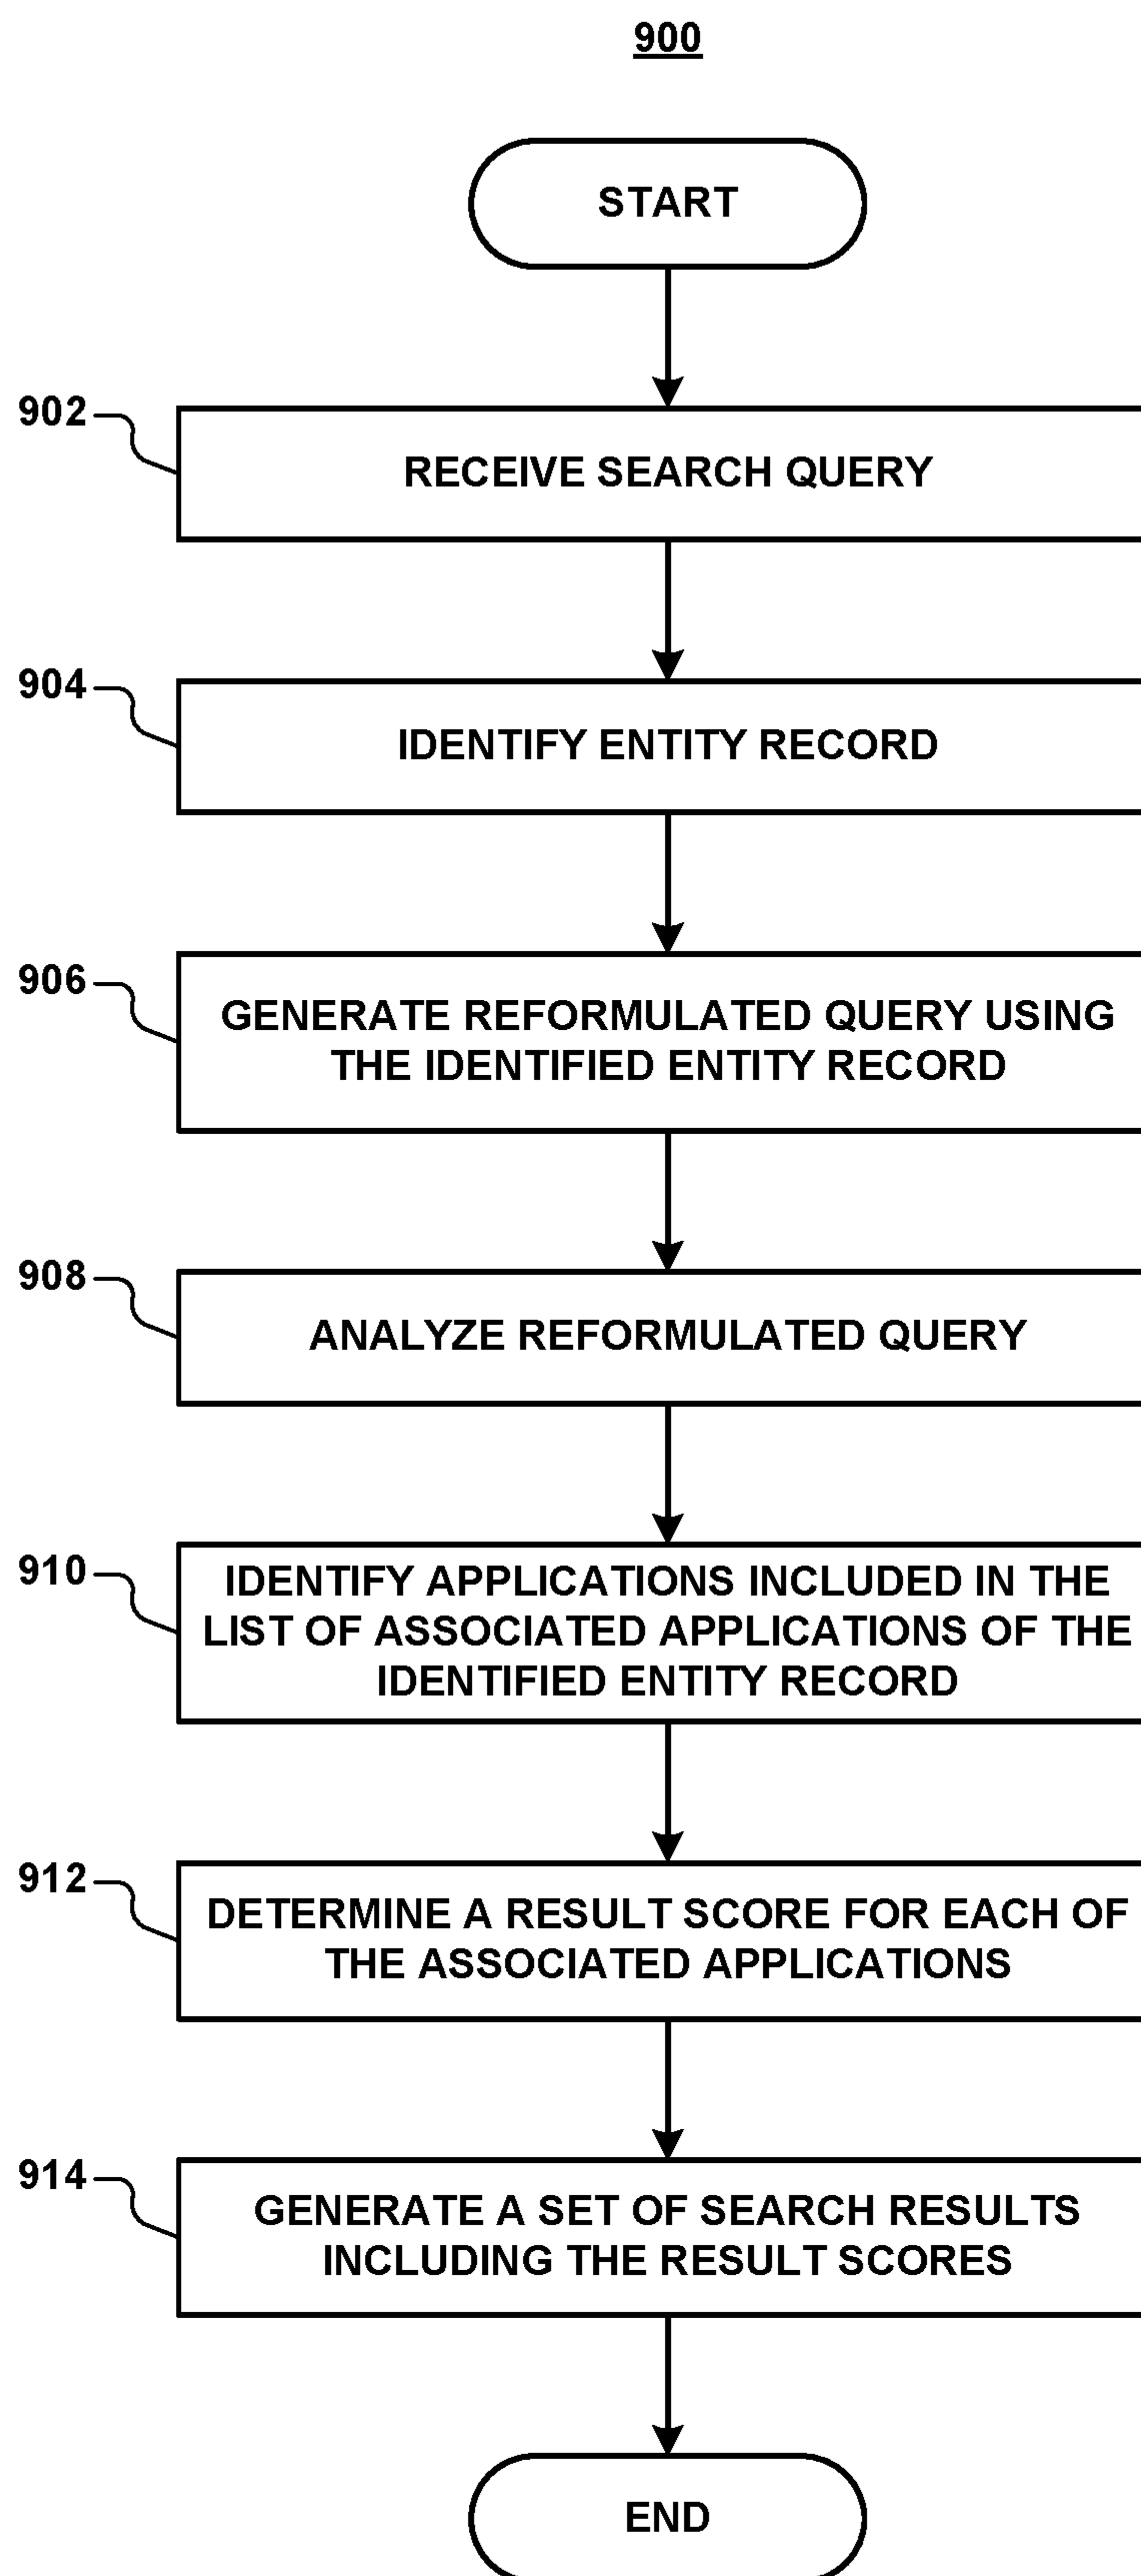 900
START
902
RECEIVE SEARCH QUERY
904
IDENTIFY ENTITY RECORD
906
GENERATE REFORMULATED QUERY USING
THE IDENTIFIED ENTITY RECORD
908
ANALYZE REFORMULATED QUERY
910
IDENTIFY APPLICATIONS INCLUDED IN THE
LIST OF ASSOCIATED APPLICATIONS OF THE
IDENTIFIED ENTITY RECORD
912
DETERMINE A RESULT SCORE FOR EACH OF
THE ASSOCIATED APPLICATIONS
914
GENERATE A SET OF SEARCH RESULTS
INCLUDING THE RESULT SCORES
END